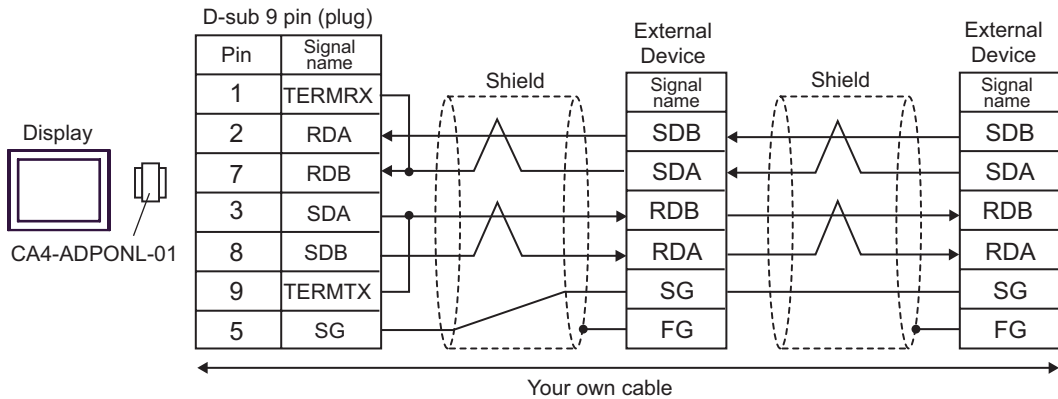 D-sub 9 pin (plug)
Pin Signal name
1 TERMRX
2 RDA
7 RDB
3 SDA
8 SDB
9 TERMTX
5 SG
Display
CA4-ADPONL-01
Shield
External
Device
Signal
name
SDB
SDA
RDB
RDA
SG
FG
Shield
External
Device
Signal
name
SDB
SDA
RDB
RDA
SG
FG
Your own cable